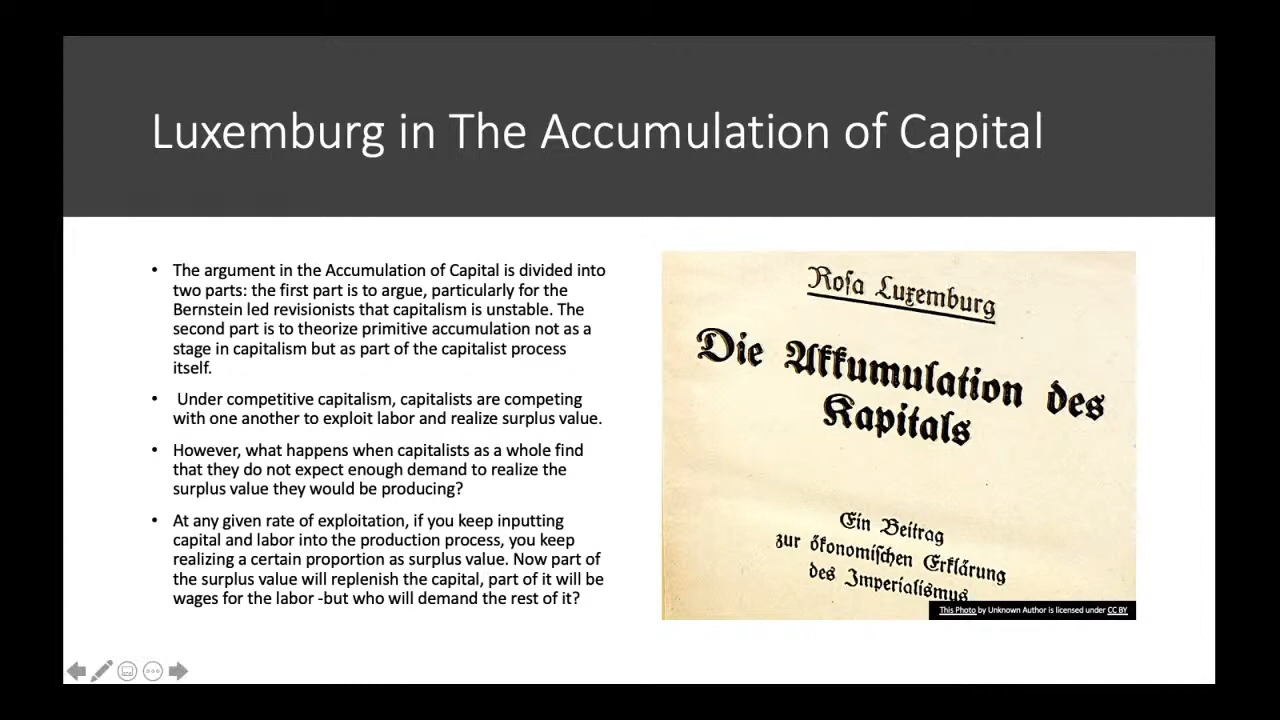 Luxemburg in The Accumulation of Capital
• The argument in the Accumulation of Capital is divided into
two parts: the first part is to argue, particularly for the
Bernstein led revisionists that capitalism is unstable. The
second part is to theorize primitive accumulation not as a
stage in capitalism but as part of the capitalist process
itself.
• Under competitive capitalism, capitalists are competing
with one another to exploit labor and realize surplus value.
• However, what happens when capitalists as a whole find
that they do not expect enough demand to realize the
surplus value they would be producing?
• At any given rate of exploitation, if you keep inputting
capital and labor into the production process, you keep
realizing a certain proportion as surplus value. Now part of
the surplus value will replenish the capital, part of it will be
wages for the labor -but who will demand the rest of it?
Rosa Luxemburg
Die Akkumulation des
Kapitals
Ein Beitrag
zur ökonomischen Erklärung
des Imperialismus
This Photo by Unknown Author is licensed under CC BY